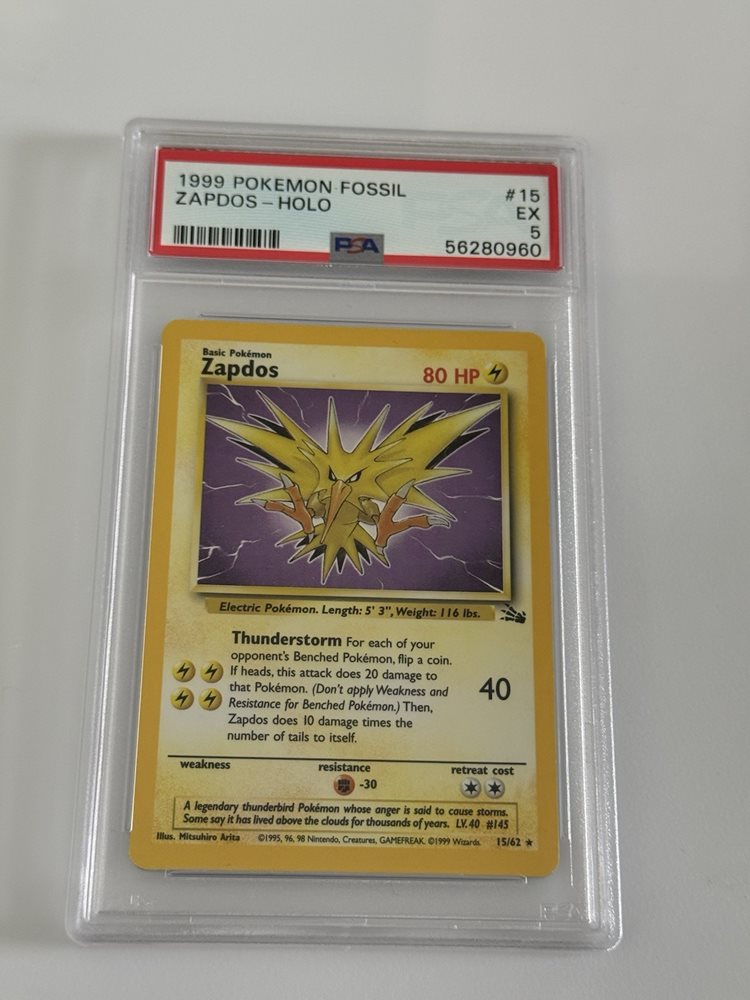 1999 POKEMON FOSSIL #15
ZAPDOS – HOLO EX
5
PSA 56280960
Basic Pokémon
Zapdos 80 HP
Electric Pokémon. Length: 5' 3", Weight: 116 lbs.
Thunderstorm For each of your
opponent's Benched Pokémon, flip a coin.
If heads, this attack does 20 damage to
that Pokémon. (Don't apply Weakness and
Resistance for Benched Pokémon.) Then,
Zapdos does 10 damage times the
number of tails to itself.
40
weakness resistance retreat cost
-30
A legendary thunderbird Pokémon whose anger is said to cause storms.
Some say it has lived above the clouds for thousands of years. LV. 40 #145
Illus. Mitsuhiro Arita ©1995, 96, 98 Nintendo, Creatures, GAMEFREAK. ©1999 Wizards. 15/62 ★